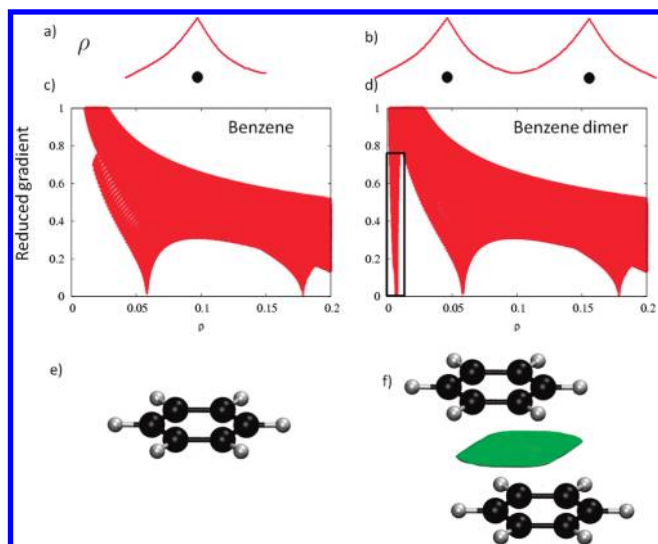 a) ρ
b)
c)
d)
Reduced gradient
1
0.8
0.6
0.4
0.2
0
Benzene
0 0.05 0.1 0.15 0.2
ρ
1
0.8
0.6
0.4
0.2
0
Benzene dimer
0 0.05 0.1 0.15 0.2
ρ
e)
f)